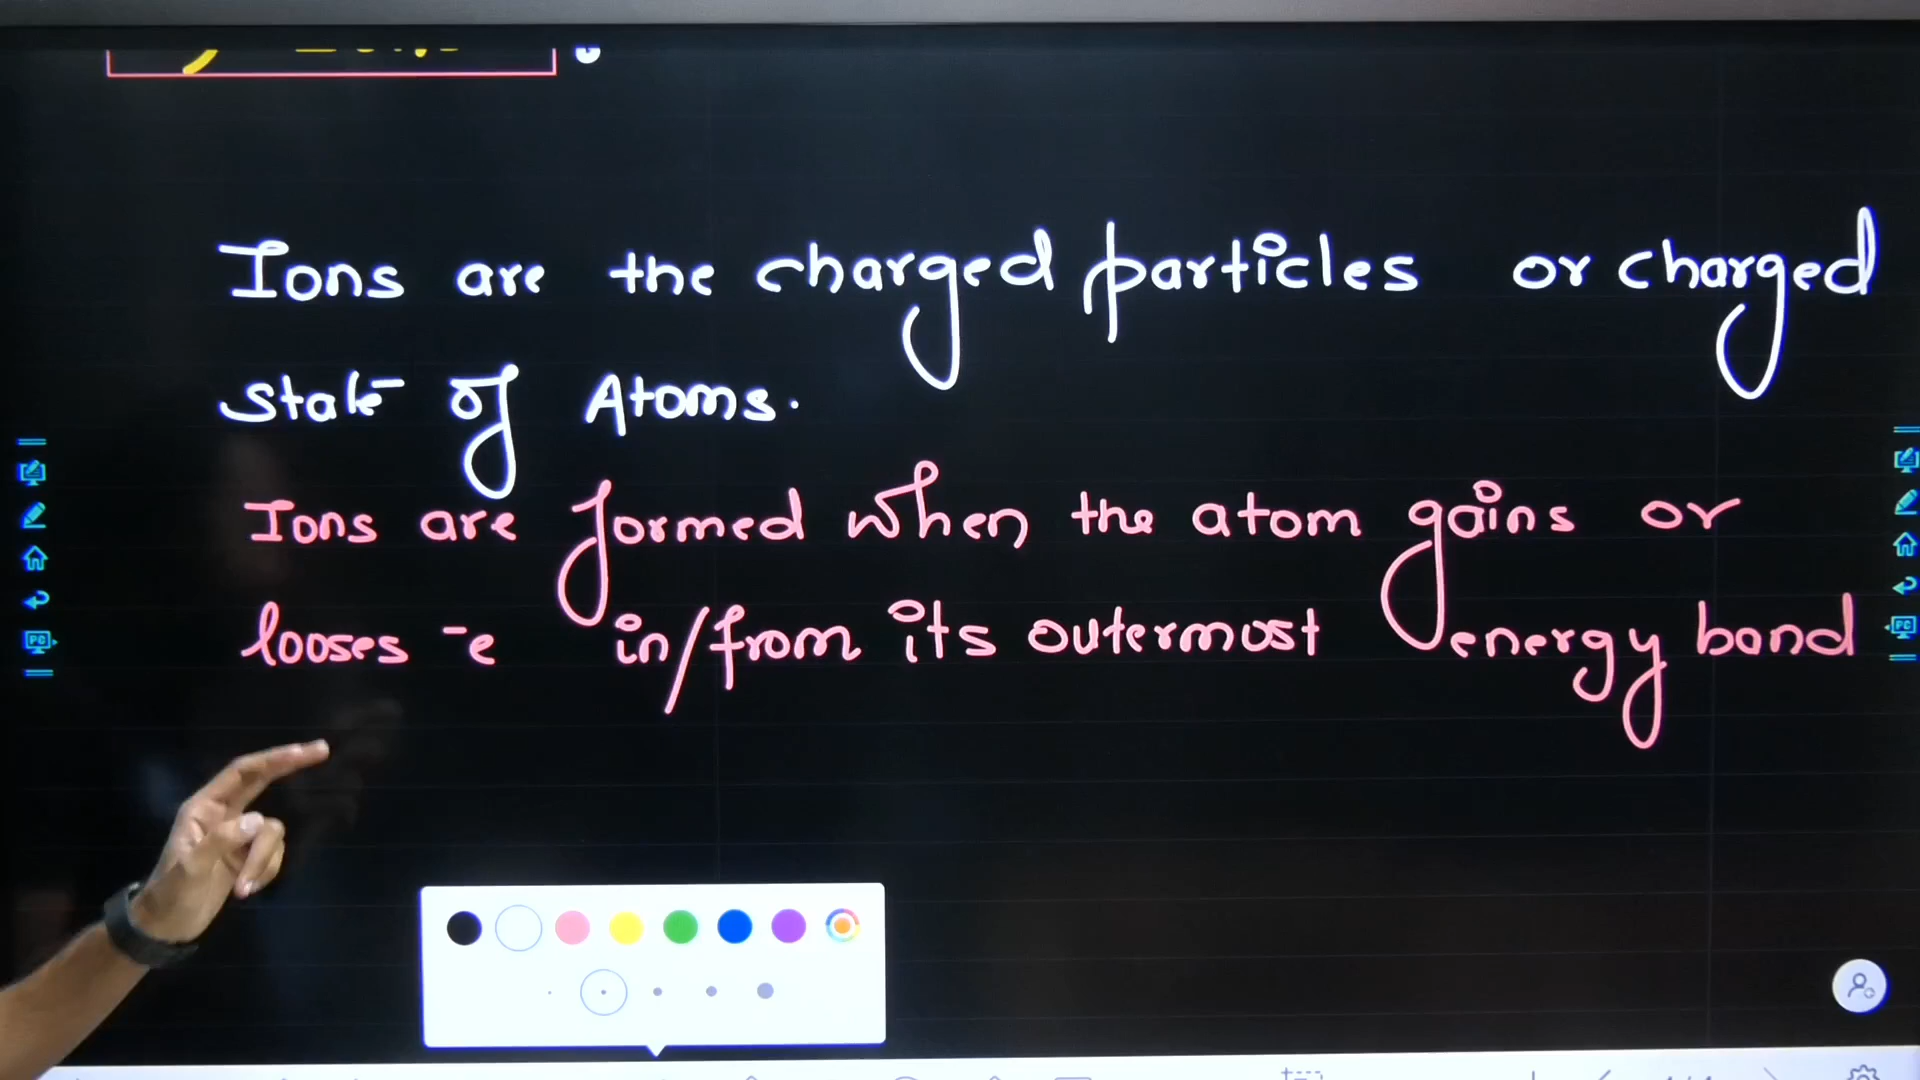 Ions are the charged particles or charged
state of Atoms.
Ions are formed when the atom gains or
looses -e in/from its outermost energy band